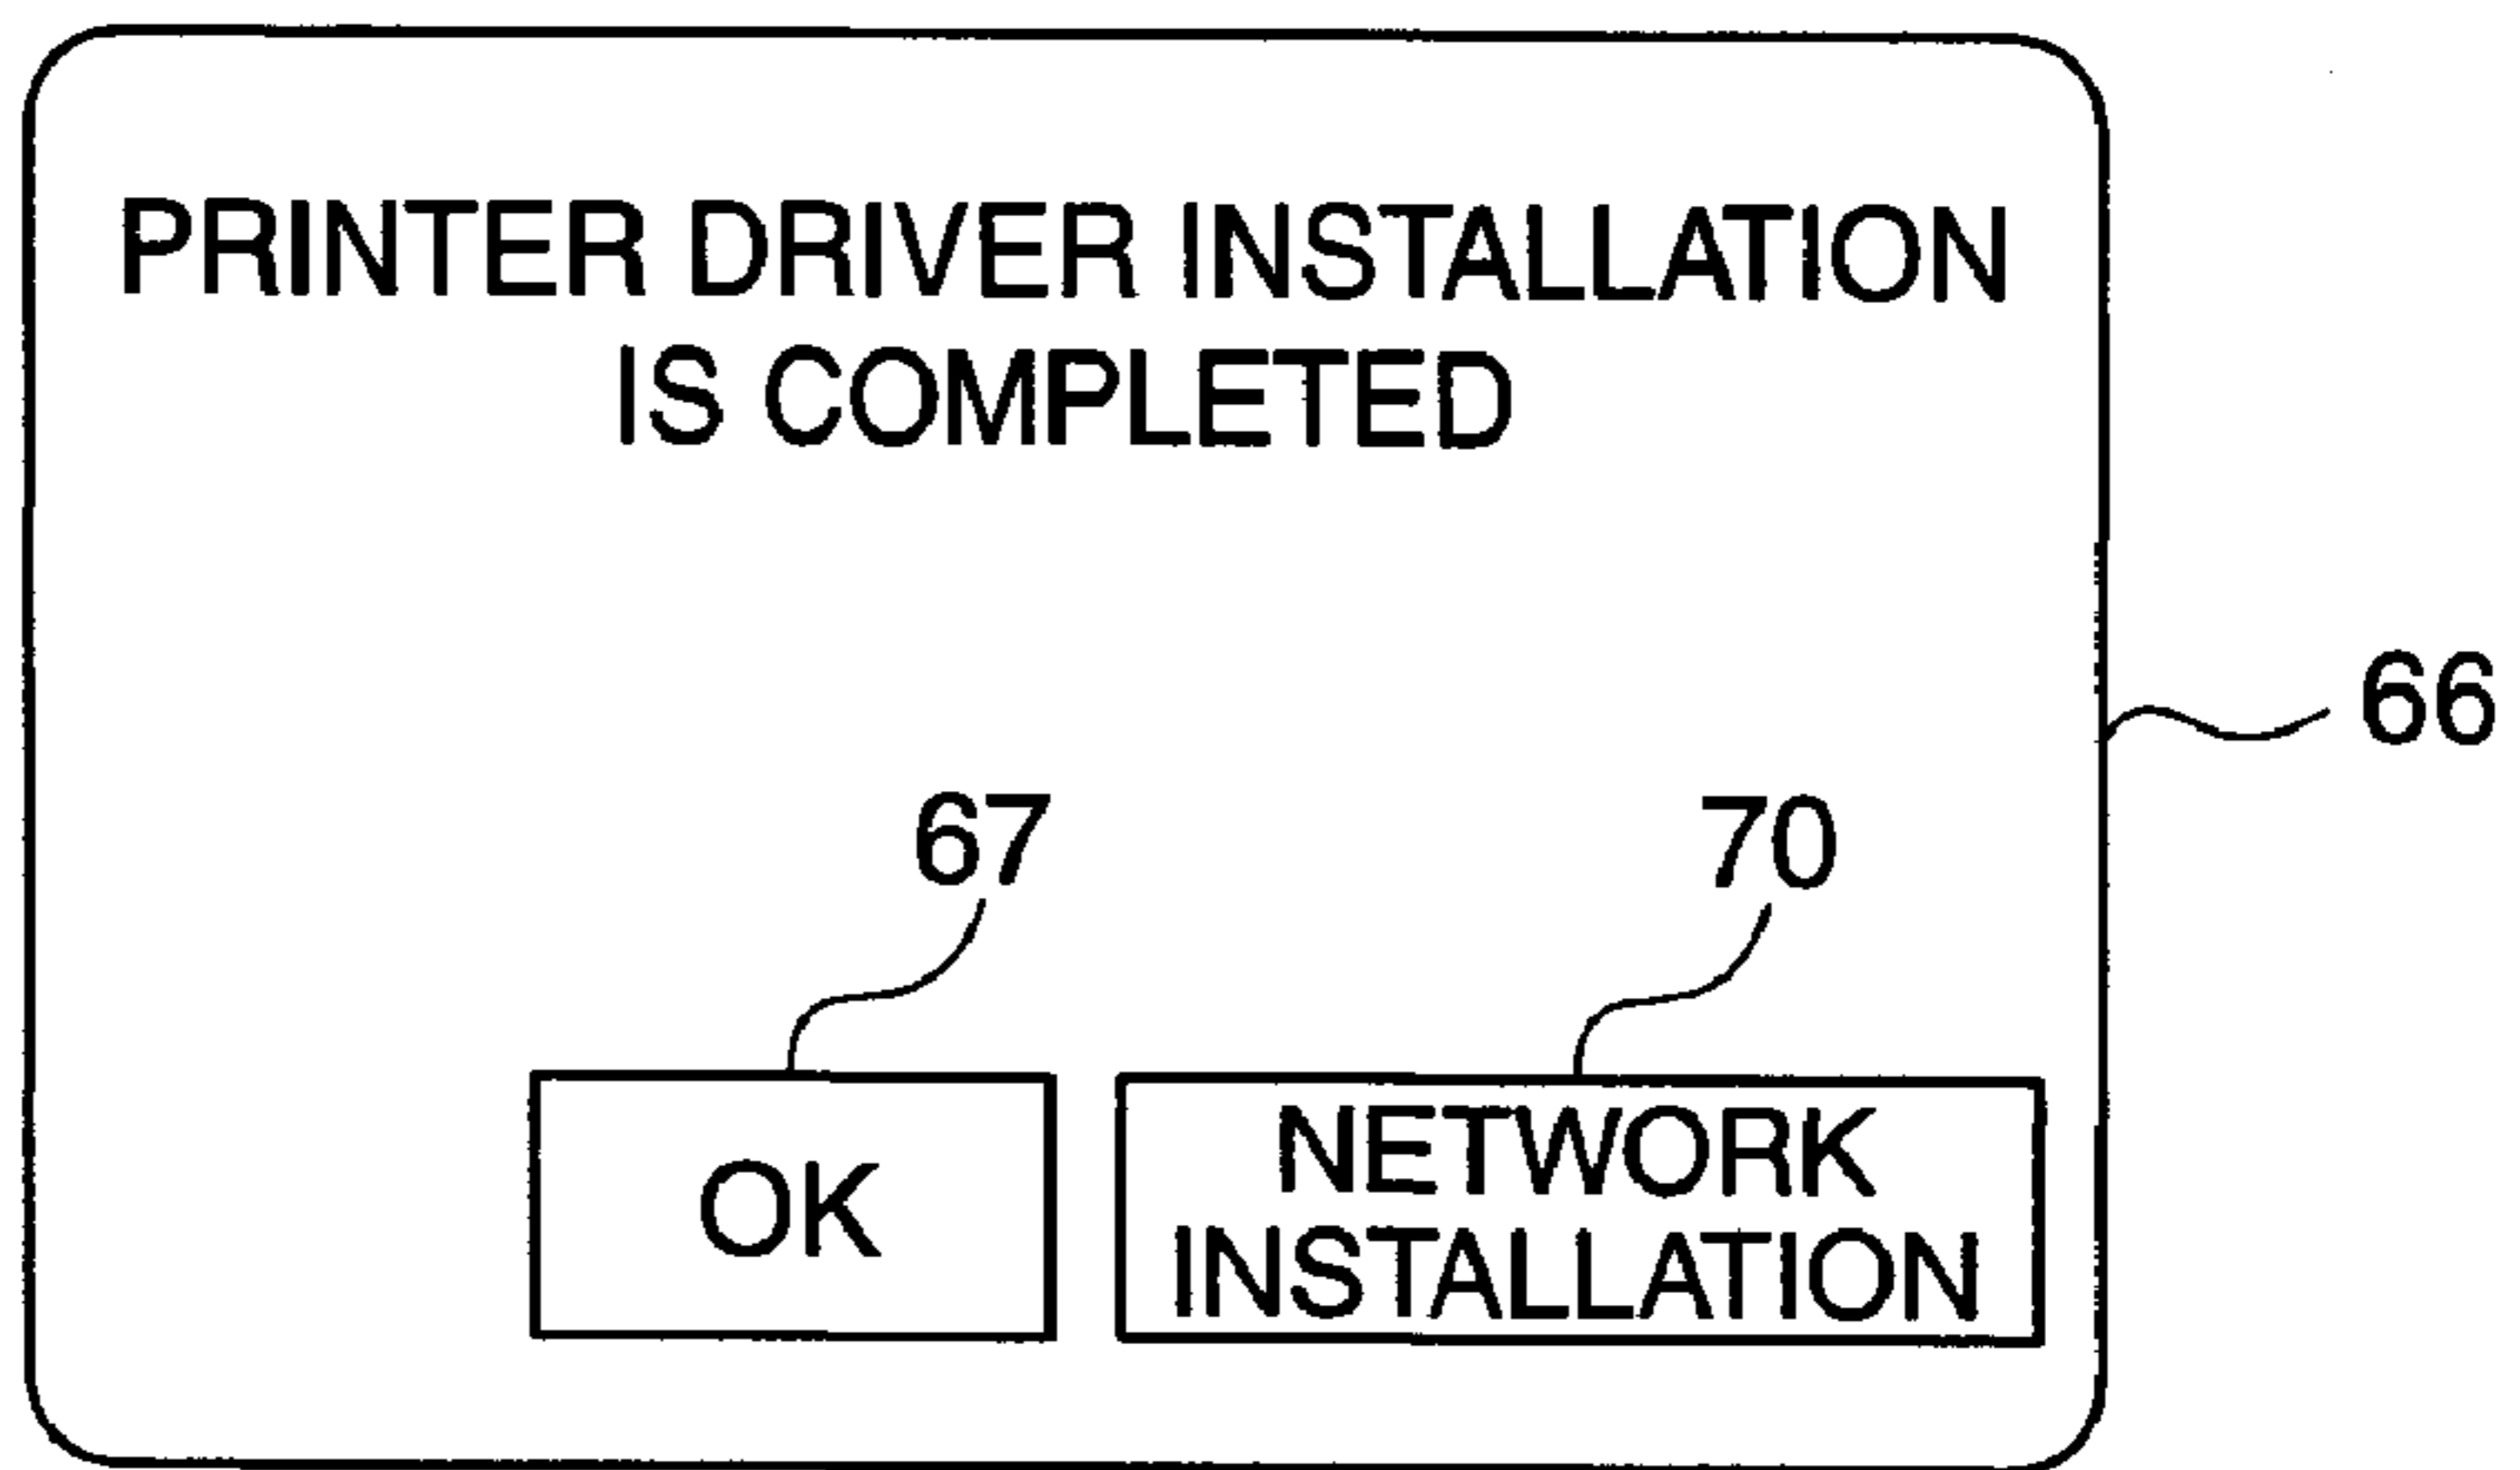 PRINTER DRIVER INSTALLATION
IS COMPLETED
66
67
70
OK
NETWORK
INSTALLATION